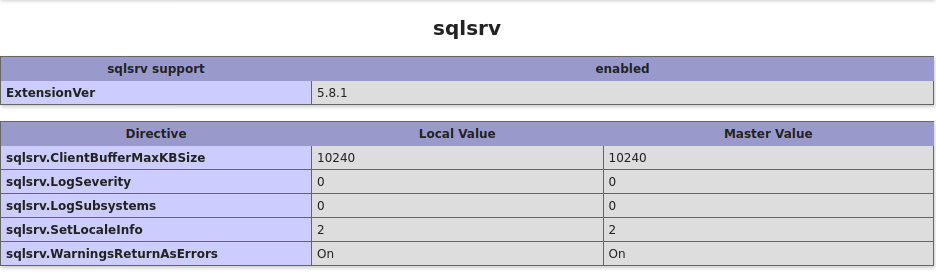 sqlsrv
sqlsrv support enabled
ExtensionVer 5.8.1
Directive Local Value Master Value
sqlsrv.ClientBufferMaxKBSize 10240 10240
sqlsrv.LogSeverity 0 0
sqlsrv.LogSubsystems 0 0
sqlsrv.SetLocaleInfo 2 2
sqlsrv.WarningsReturnAsErrors On On